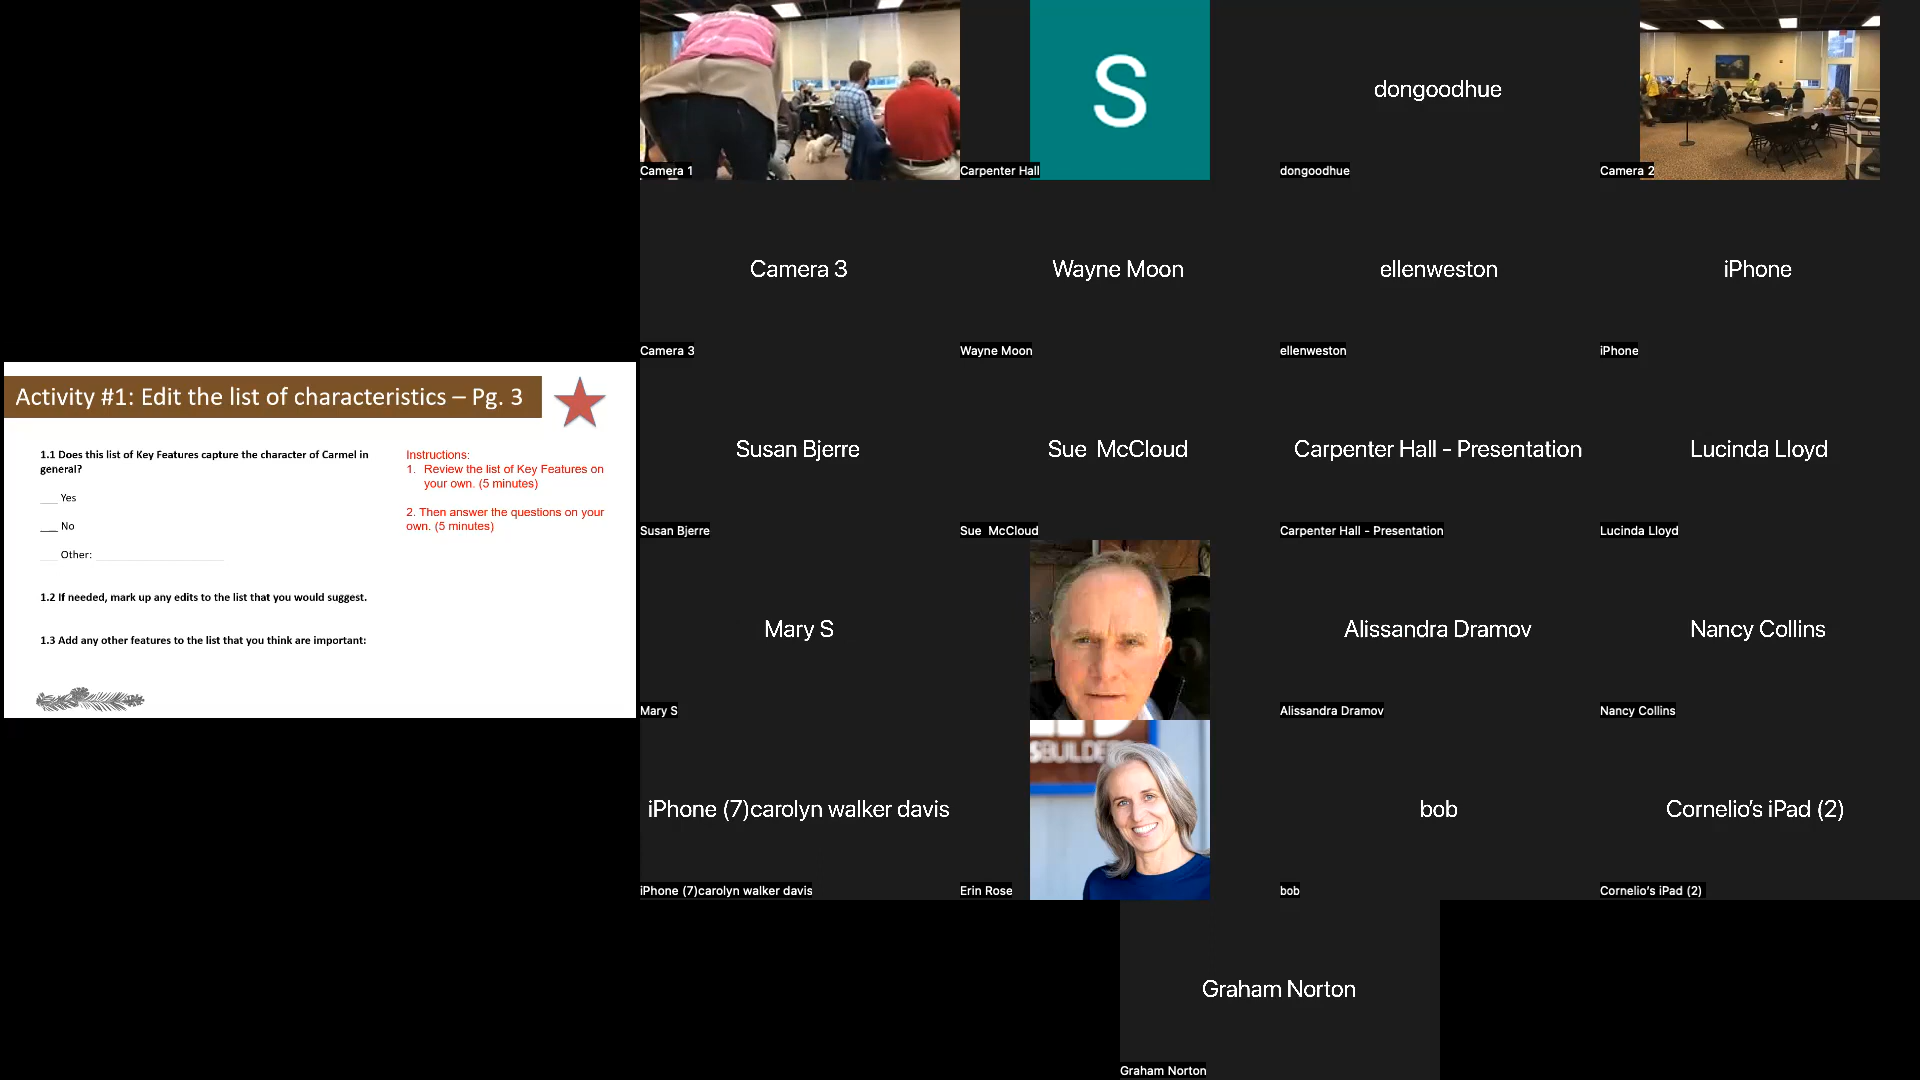 Activity #1: Edit the list of characteristics – Pg. 3
1.1 Does this list of Key Features capture the character of Carmel in
general?
___ Yes
___ No
___ Other: ______________________
1.2 If needed, mark up any edits to the list that you would suggest.
1.3 Add any other features to the list that you think are important:
Instructions:
1. Review the list of Key Features on
your own. (5 minutes)
2. Then answer the questions on your
own. (5 minutes)
Camera 1
S
Carpenter Hall
dongoodhue
dongoodhue
Camera 2
Camera 3
Camera 3
Wayne Moon
Wayne Moon
ellenweston
ellenweston
iPhone
iPhone
Susan Bjerre
Susan Bjerre
Sue McCloud
Sue McCloud
Carpenter Hall - Presentation
Carpenter Hall - Presentation
Lucinda Lloyd
Lucinda Lloyd
Mary S
Mary S
Alissandra Dramov
Alissandra Dramov
Nancy Collins
Nancy Collins
iPhone (7)carolyn walker davis
iPhone (7)carolyn walker davis
Erin Rose
bob
bob
Cornelio's iPad (2)
Cornelio's iPad (2)
Graham Norton
Graham Norton